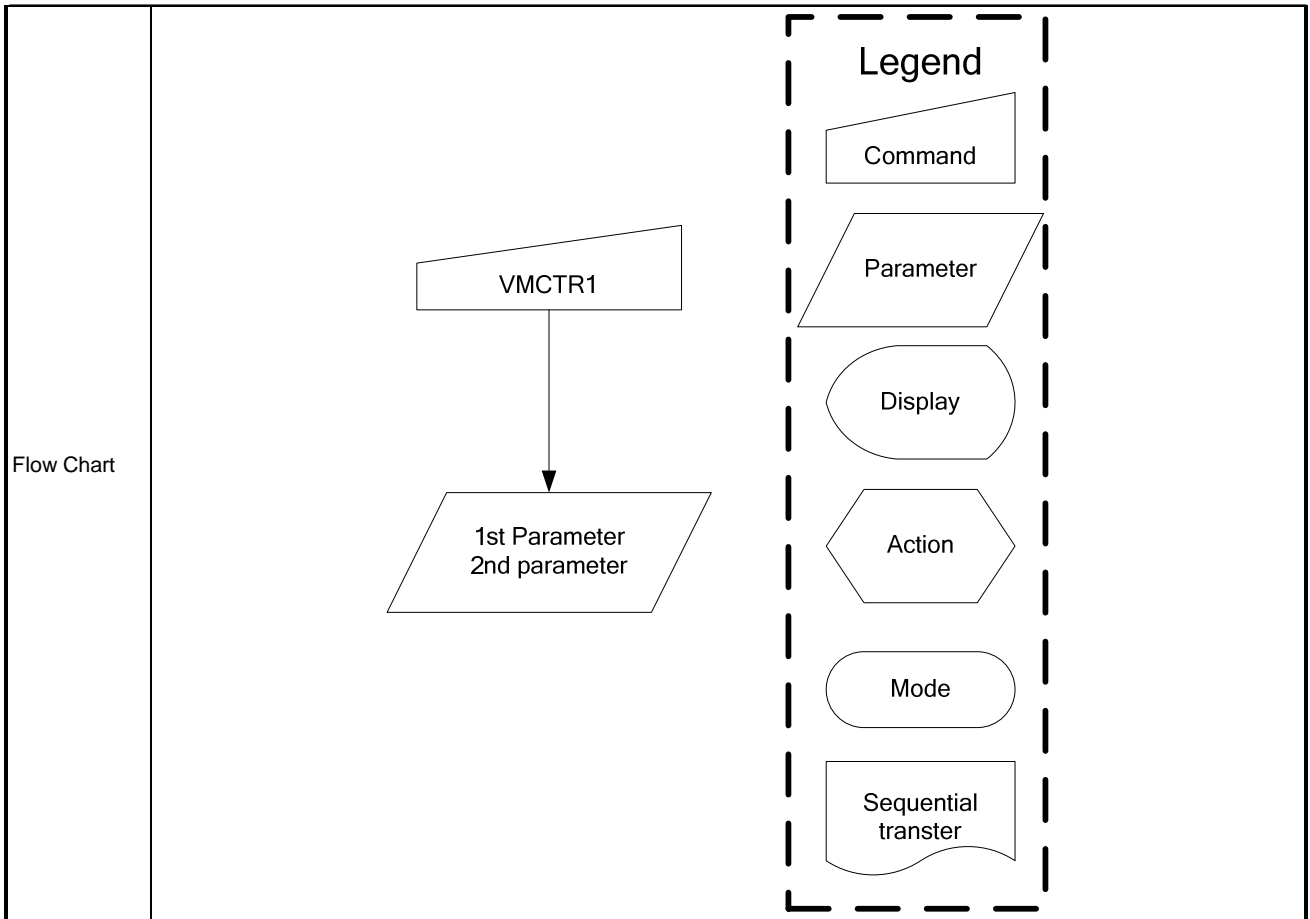 Flow Chart
VMCTR1
1st Parameter
2nd parameter
Legend
Command
Parameter
Display
Action
Mode
Sequential
transter